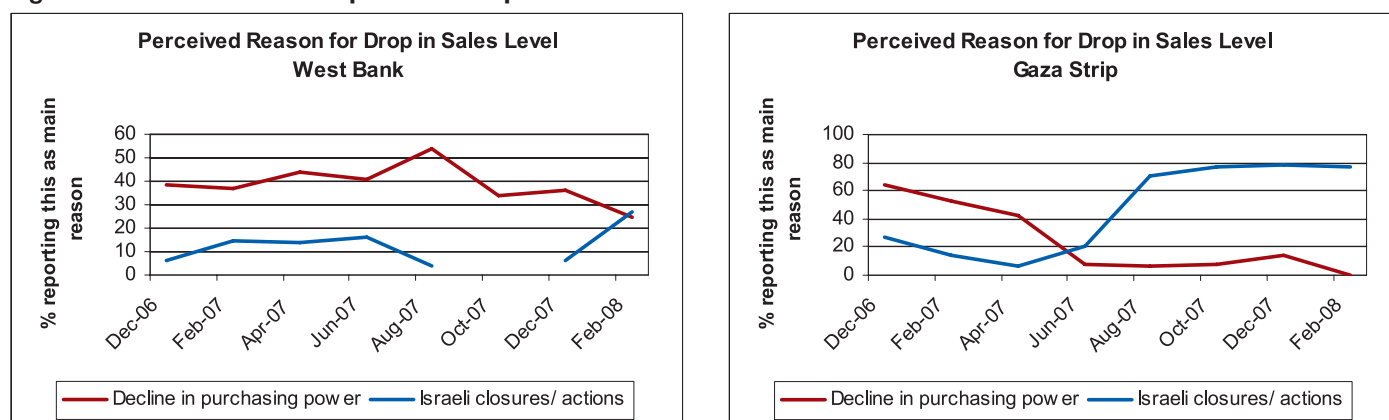 Perceived Reason for Drop in Sales Level
West Bank
% reporting this as main
reason
60
50
40
30
20
10
0
Dec-06
Feb-07
Apr-07
Jun-07
Aug-07
Oct-07
Dec-07
Feb-08
Decline in purchasing power
Israeli closures/ actions
Perceived Reason for Drop in Sales Level
Gaza Strip
% reporting this as main
reason
100
80
60
40
20
0
Dec-06
Feb-07
Apr-07
Jun-07
Aug-07
Oct-07
Dec-07
Feb-08
Decline in purchasing power
Israeli closures/ actions